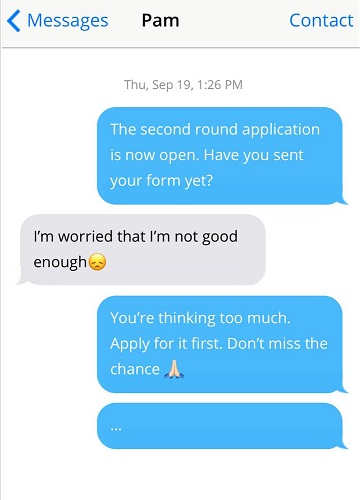 Messages Pam Contact
Thu, Sep 19, 1:26 PM
The second round application
is now open. Have you sent
your form yet?
I’m worried that I’m not good
enough😞
You’re thinking too much.
Apply for it first. Don’t miss the
chance 🙏🏻
...